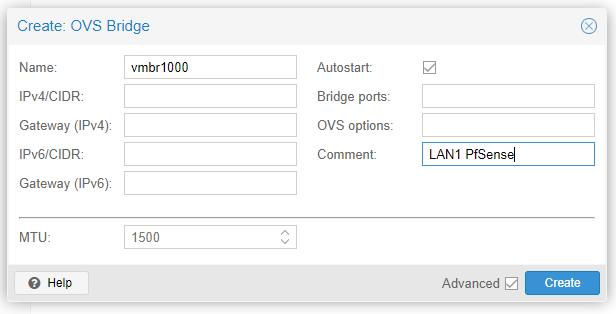 Create: OVS Bridge
Name: vmbr1000 Autostart:
IPv4/CIDR: Bridge ports:
Gateway (IPv4): OVS options:
IPv6/CIDR: Comment: LAN1 PfSense
Gateway (IPv6):
MTU: 1500
Help Advanced Create